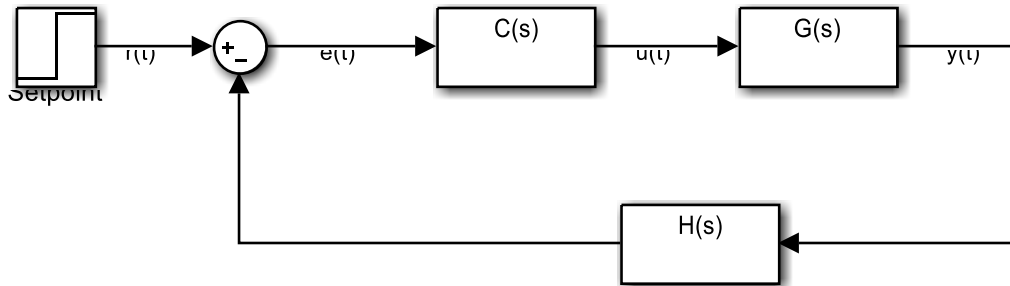 C(s)
G(s)
+
−
r(t)
e(t)
u(t)
y(t)
Setpoint
H(s)